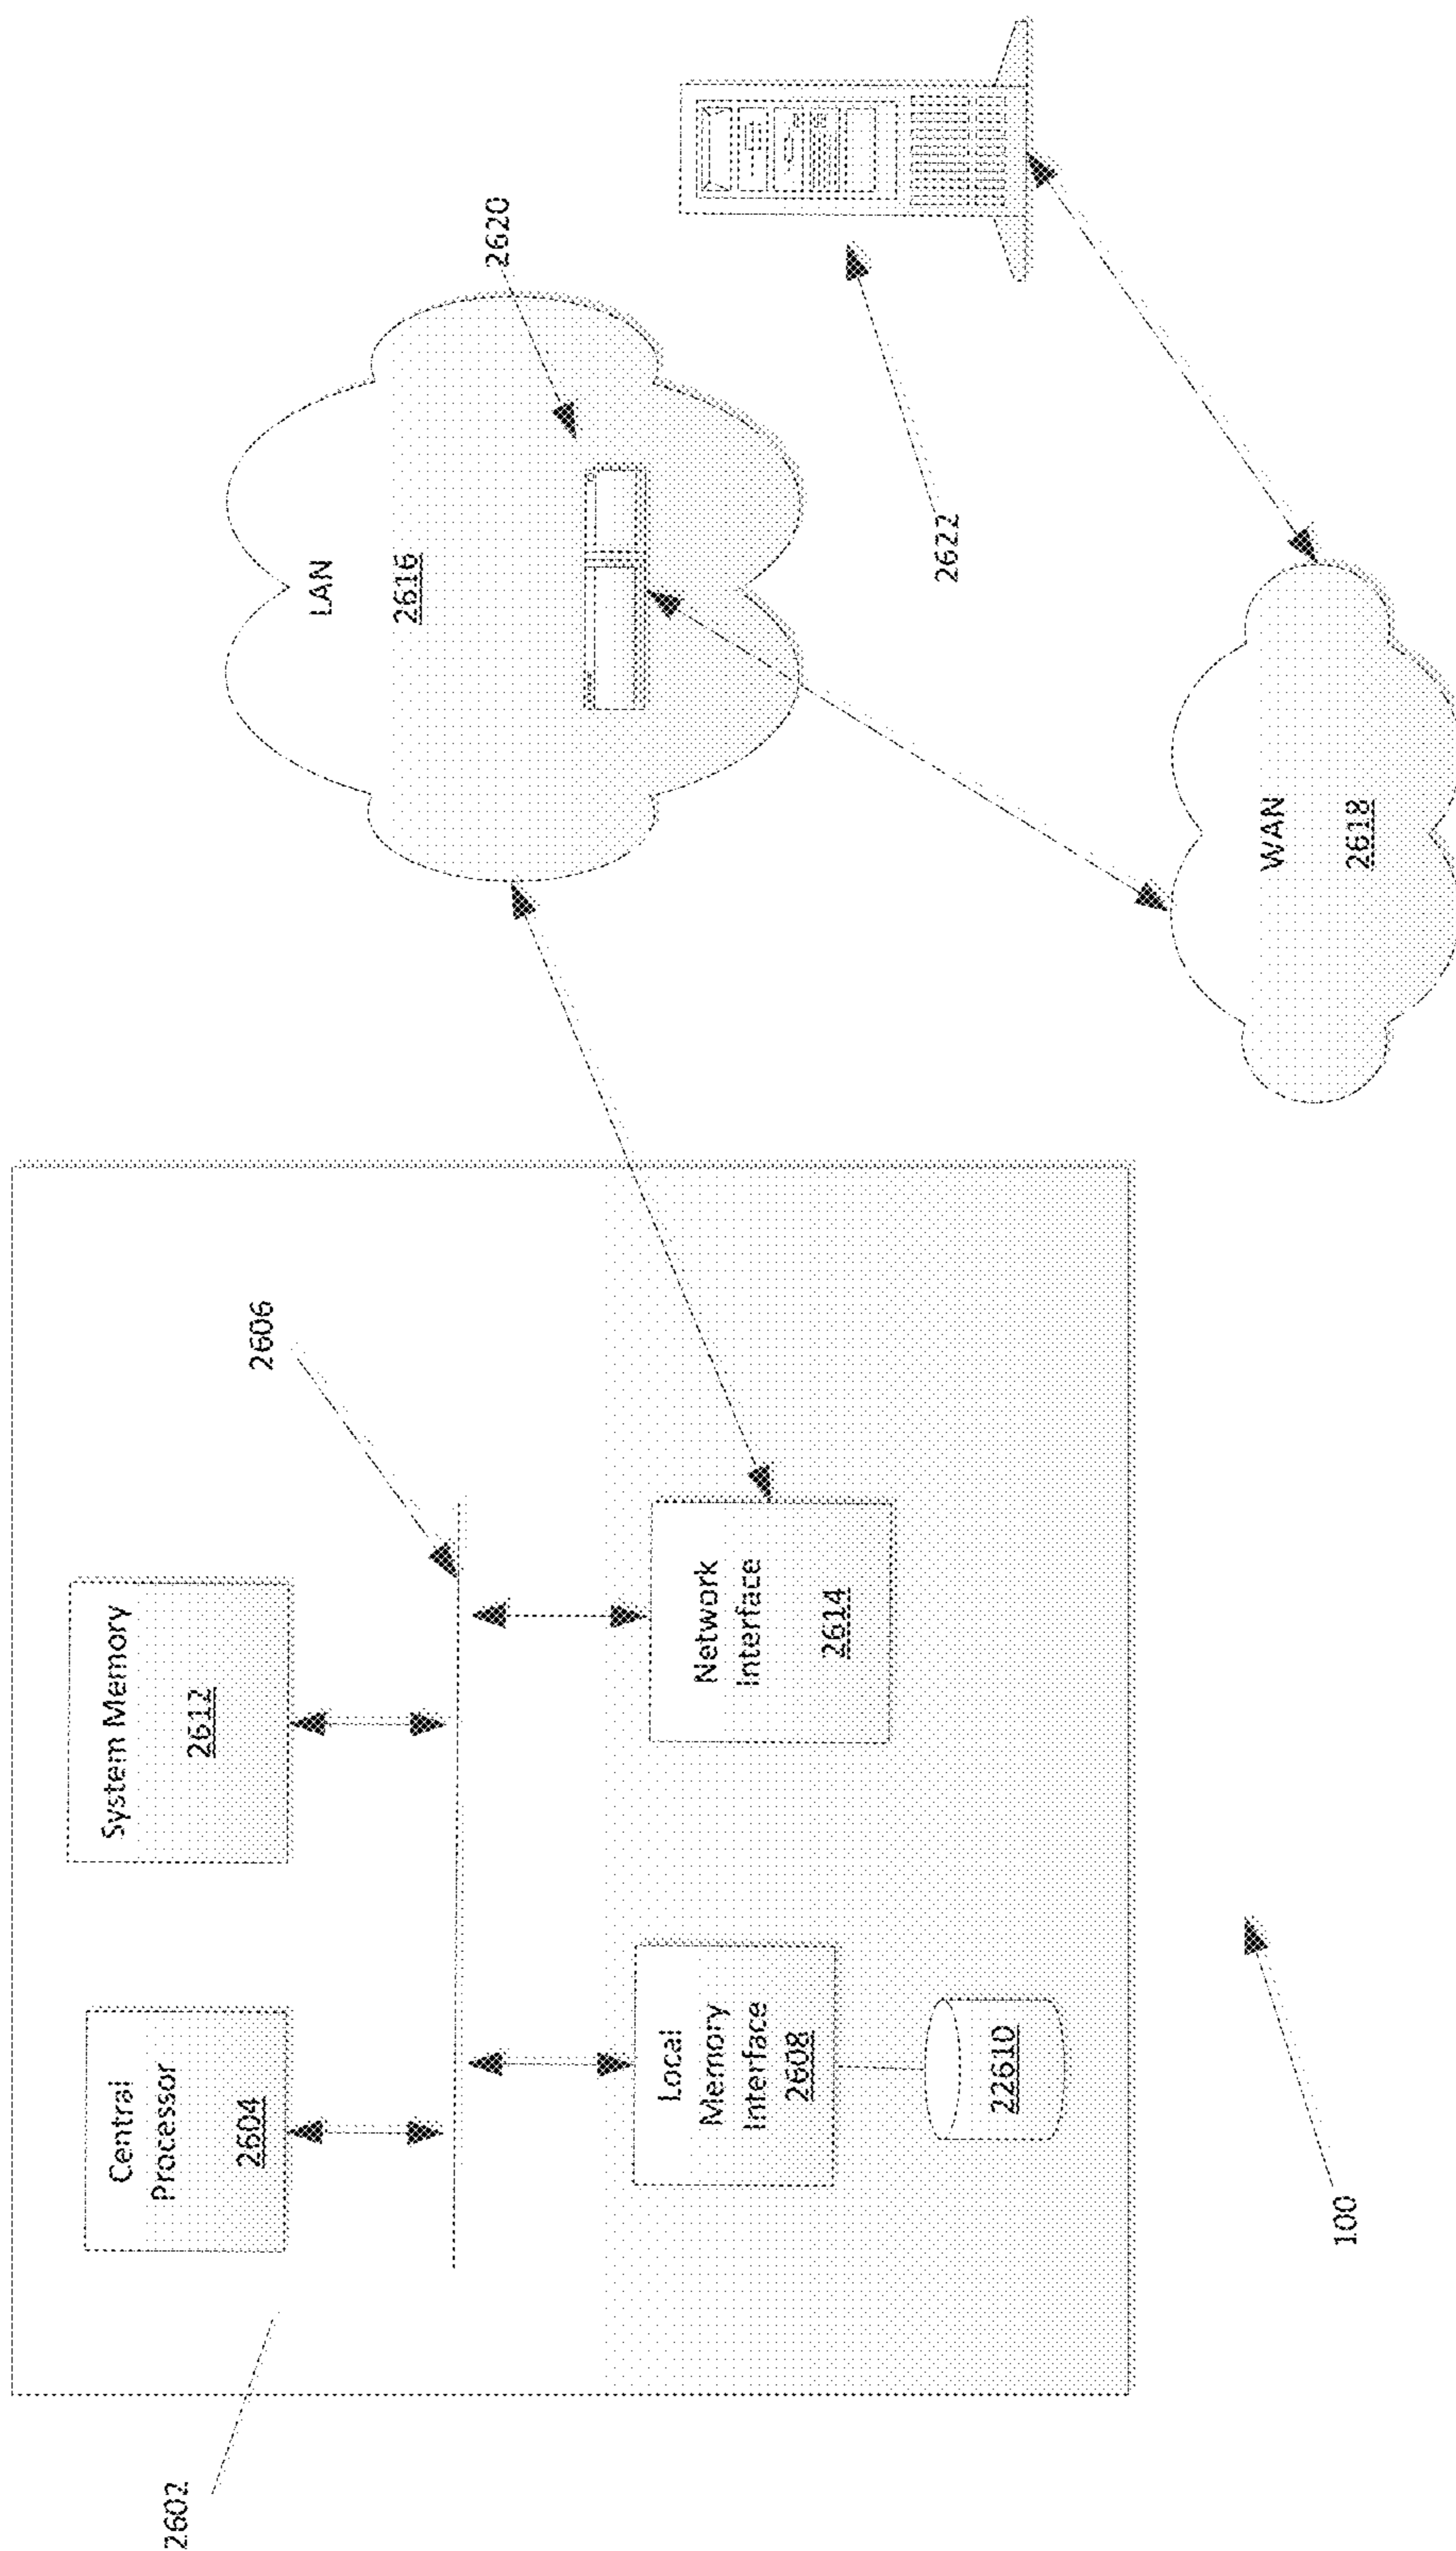 2602
Central
Processor
2604
System Memory
2612
2606
Local
Memory
Interface
2608
22610
Network
Interface
2614
100
LAN
2616
2620
2622
WAN
2618